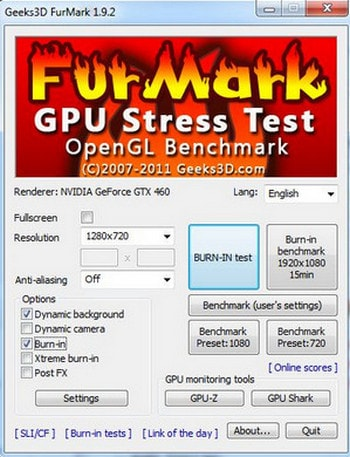 Geeks3D FurMark 1.9.2
FurMark
GPU Stress Test
OpenGL Benchmark
(C)2007-2011 Geeks3D.com
Renderer: NVIDIA GeForce GTX 460
Lang: English
Fullscreen
Resolution 1280x720
x
Anti-aliasing Off
BURN-IN test
Burn-in
benchmark
1920x1080
15min
Options
Dynamic background
Dynamic camera
Burn-in
Xtreme burn-in
Post FX
Settings
Benchmark (user's settings)
Benchmark
Preset:1080
Benchmark
Preset:720
[ Online scores ]
GPU monitoring tools
GPU-Z
GPU Shark
[ SLI/CF ] [ Burn-in tests ] [ Link of the day ]
About...
Quit